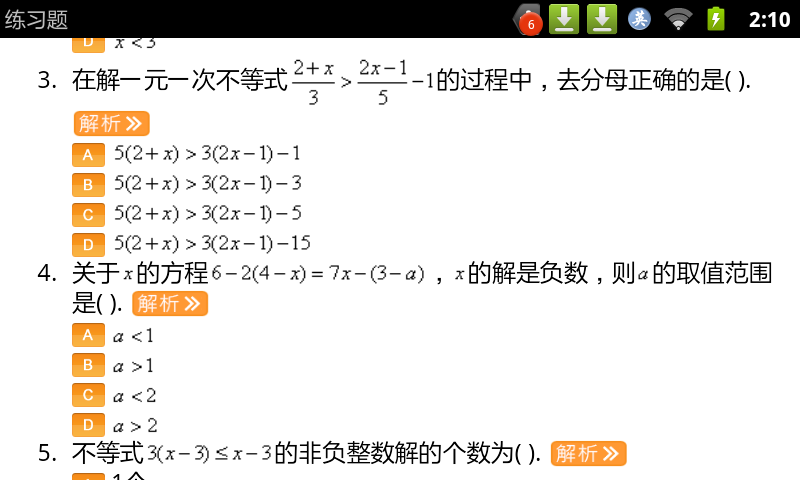 练习题 6 英 2:10
D x<3
3. 在解一元一次不等式 (2+x)/3 > (2x−1)/5 −1的过程中，去分母正确的是( ).
解析 »
A 5(2+x)>3(2x−1)−1
B 5(2+x)>3(2x−1)−3
C 5(2+x)>3(2x−1)−5
D 5(2+x)>3(2x−1)−15
4. 关于x的方程6−2(4−x)=7x−(3−a)，x的解是负数，则a的取值范围
是( ). 解析 »
A a<1
B a>1
C a<2
D a>2
5. 不等式3(x−3)≤x−3的非负整数解的个数为( ). 解析 »
A 1个